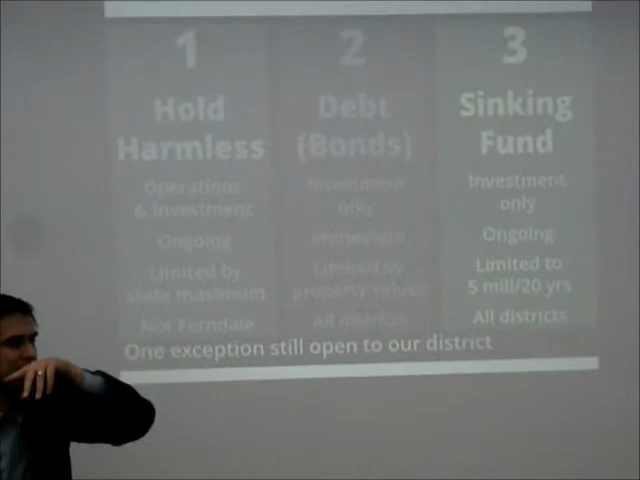 1
Hold
Harmless
Operations
& Investment
Ongoing
Limited by
state maximum
Not Ferndale
2
Debt
(Bonds)
Investment
only
Immediate
Limited by
property values
All districts
3
Sinking
Fund
Investment
only
Ongoing
Limited to
5 mill/20 yrs
All districts
One exception still open to our district